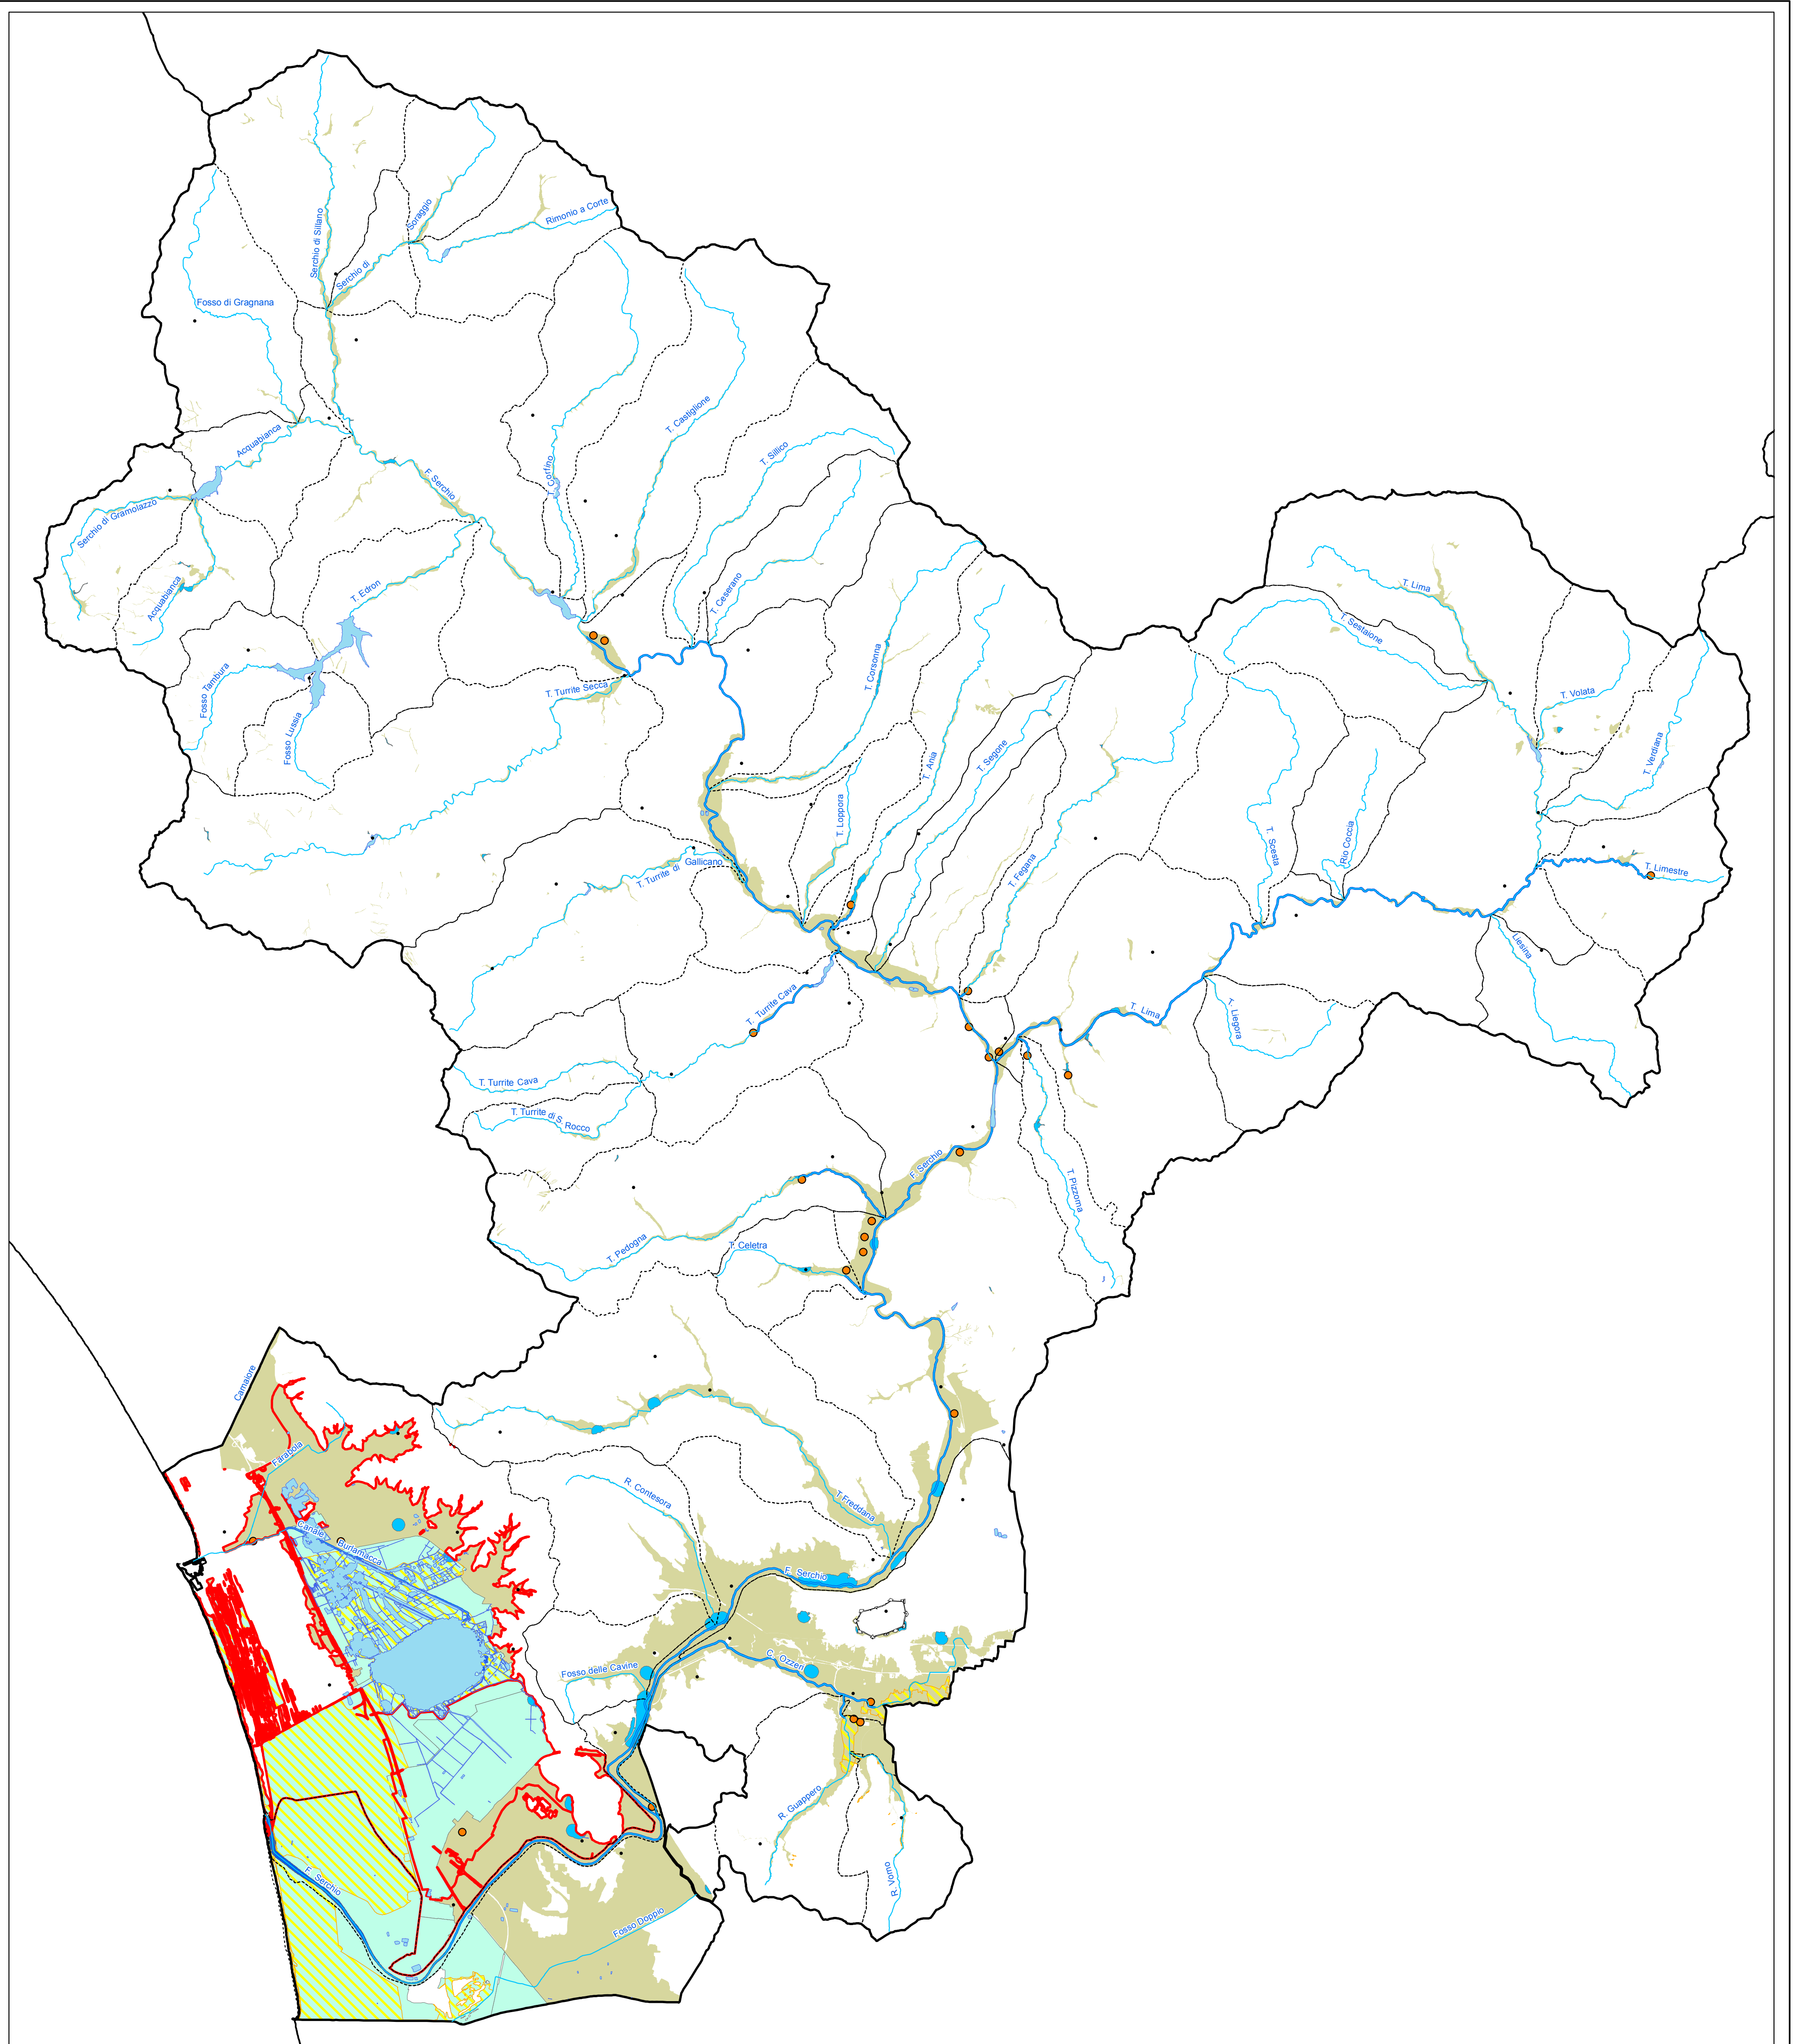 Serchio di Sillano
Soraggio
Serchio di
Rimonio a Corte
Fosso di Gragnana
Acquabianca
Serchio di Gramolazzo
Acquabianca
F. Serchio
T. Corfino
T. Castiglione
T. Sillico
T. Ceserano
T. Edron
Fosso Tambura
Fosso Lussia
T. Turrite Secca
T. Corsonna
T. Lima
T. Sestaione
T. Volata
T. Verdiana
T. Ania
T. Segone
T. Loppora
T. Turrite di
Gallicano
T. Fegana
T. Scesta
Rio Coccia
T. Limestre
Liesina
T. Turrite Cava
T. Lima
T. Liegora
T. Turrite Cava
T. Turrite di S. Rocco
F. Serchio
T. Pizzorna
T. Pedogna
T. Celetra
Camaiore
Farabola
R. Contesora
T.Freddana
Canale
Burlamacca
F. Serchio
C. Ozzeri
Fosso delle Cavine
R. Guappero
R. Vorno
F. Serchio
Fosso Doppio